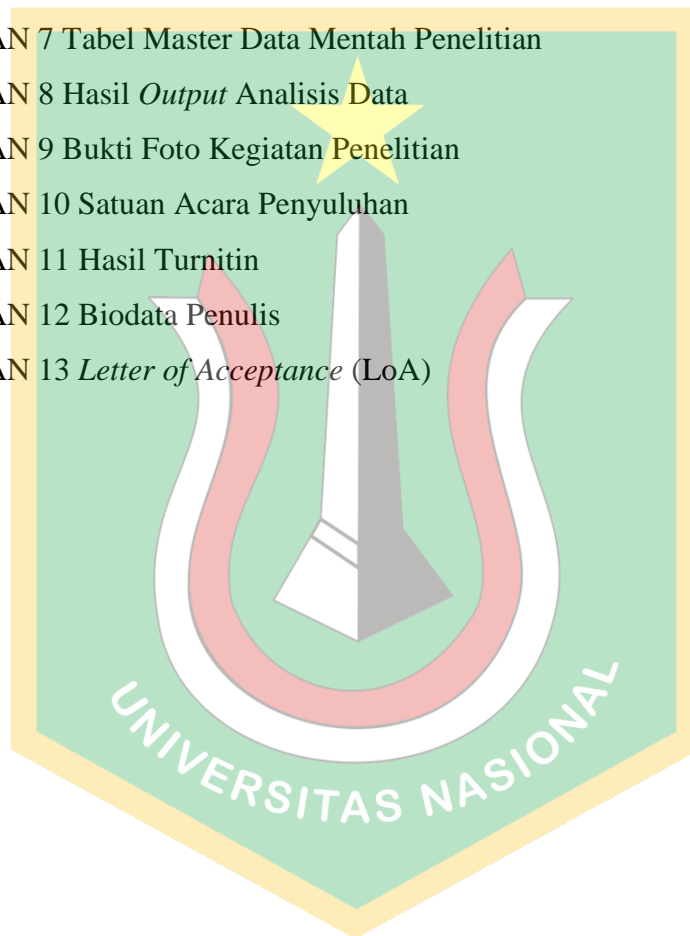 AN 7 Tabel Master Data Mentah Penelitian
AN 8 Hasil Output Analisis Data
AN 9 Bukti Foto Kegiatan Penelitian
AN 10 Satuan Acara Penyuluhan
AN 11 Hasil Turnitin
AN 12 Biodata Penulis
AN 13 Letter of Acceptance (LoA)
UNIVERSITAS NASIONAL